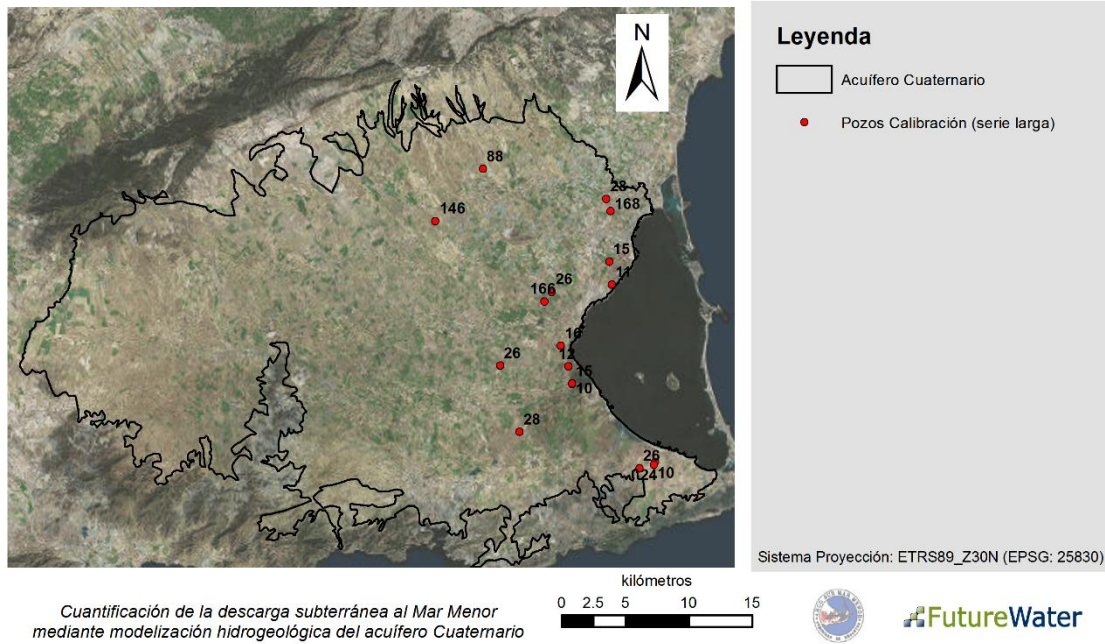 N
88
146
28
168
15
11
26
166
16
12
26
15
10
28
26
24
10
Leyenda
Acuífero Cuaternario
Pozos Calibración (serie larga)
Sistema Proyección: ETRS89_Z30N (EPSG: 25830)
Cuantificación de la descarga subterránea al Mar Menor
mediante modelización hidrogeológica del acuífero Cuaternario
kilómetros
0 2.5 5 10 15
FutureWater